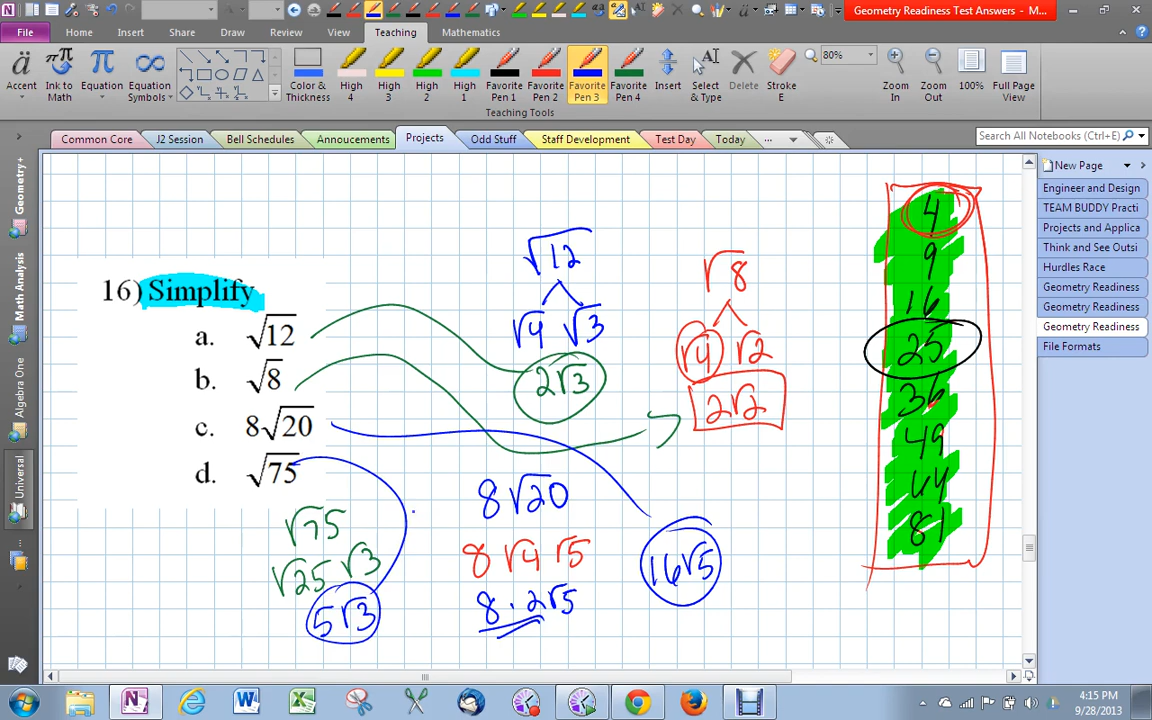 Geometry Readiness Test Answers - M...
File Home Insert Share Draw Review View Teaching Mathematics
Accent
Ink to Math
Equation
Equation Symbols
Color & Thickness
High 4
High 3
High 2
High 1
Favorite Pen 1
Favorite Pen 2
Favorite Pen 3
Favorite Pen 4
Insert
Select & Type
Delete
Stroke
80%
Zoom In
Zoom Out
100%
Full Page View
Teaching Tools
Common Core J2 Session Bell Schedules Annoucements Projects Odd Stuff Staff Development Test Day Today ...
Search All Notebooks (Ctrl+E)
Geometry+
Math Analysis
Algebra One
Universal
New Page
Engineer and Design
TEAM BUDDY Practi
Projects and Applica
Think and See Outsi
Hurdles Race
Geometry Readiness
Geometry Readiness
Geometry Readiness
File Formats
16) Simplify
a. √12
b. √8
c. 8√20
d. √75
√12
√4 √3
2√3
√8
√4 √2
2√2
8√20
8√4√5
8·2√5
16√5
√75
√25 √3
5√3
4
9
16
25
36
49
64
81
4:15 PM
9/28/2013